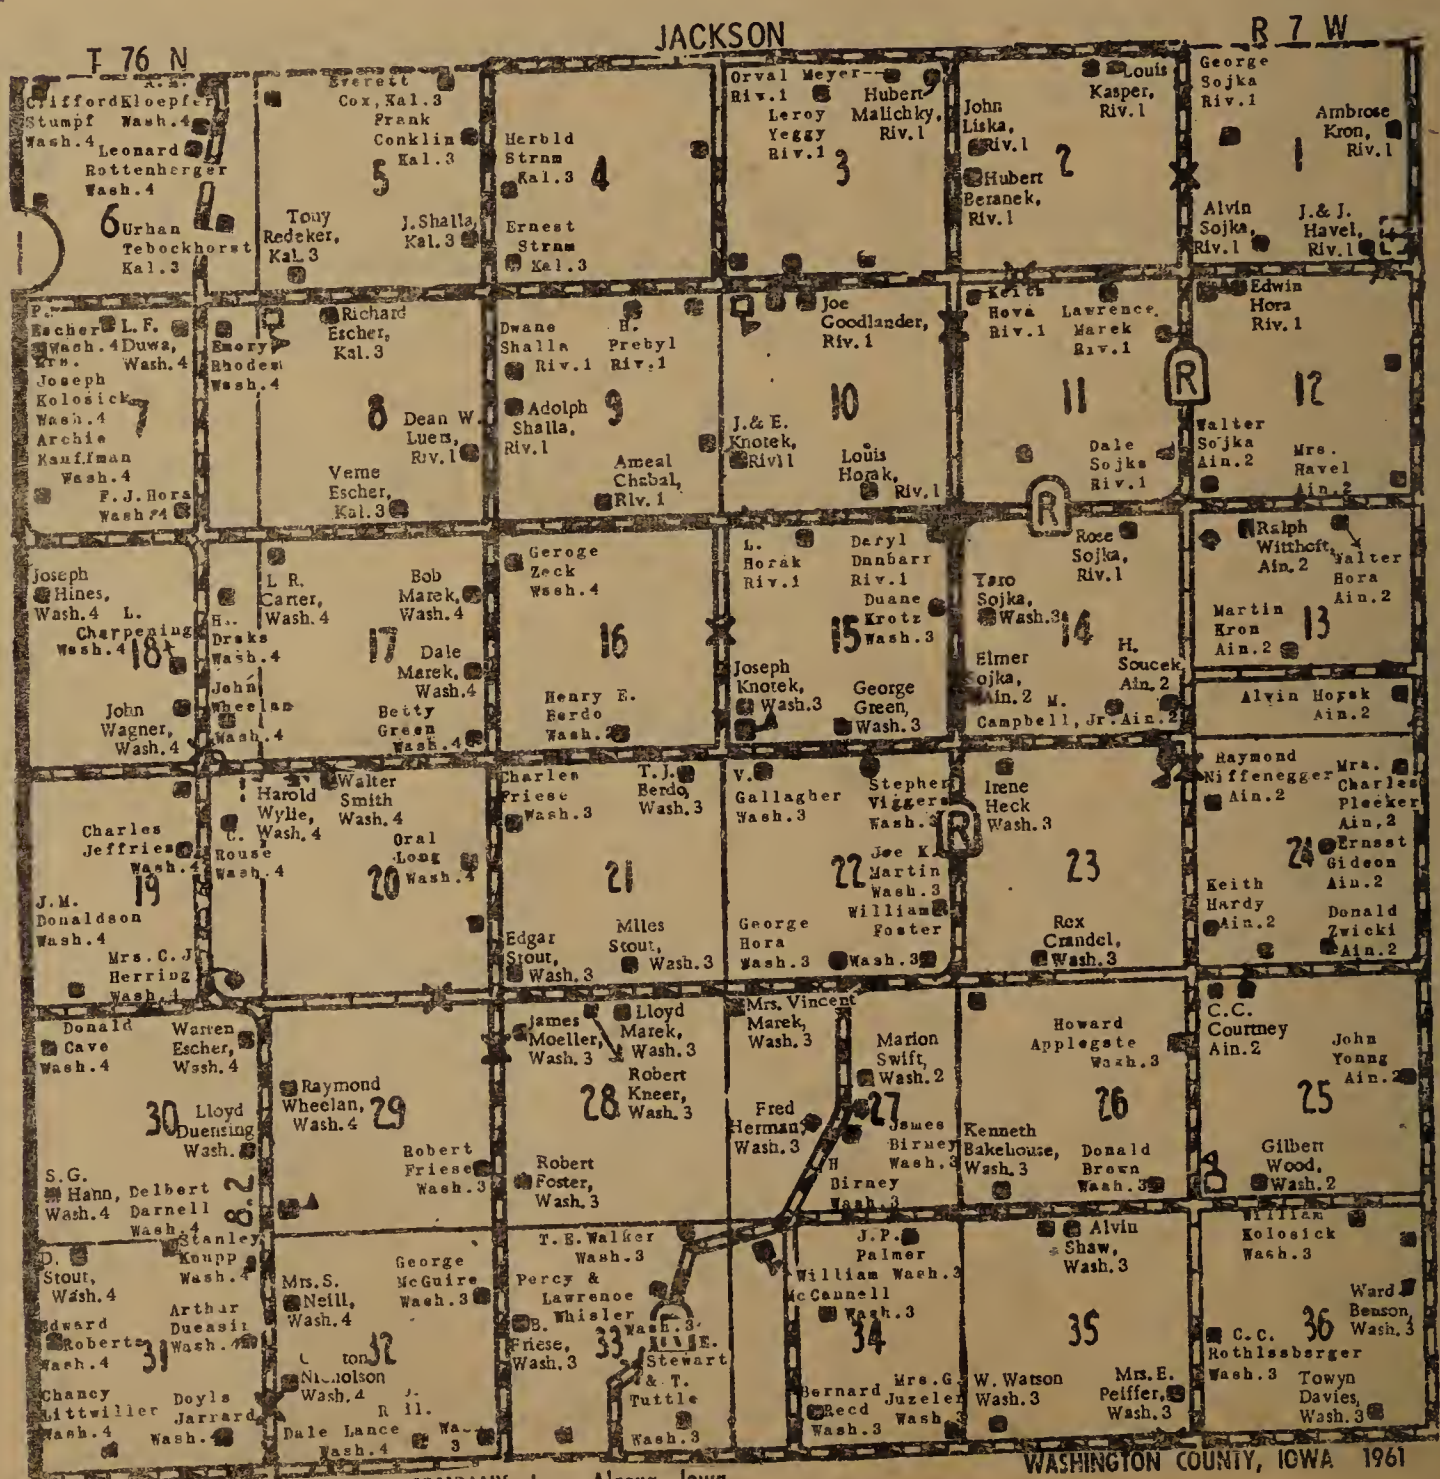 JACKSON
T 76 N
R 7 W
Clifford
Stumpf
Wash.4
Kloepfer
Wash.4
Leonard
Rottenberger
Wash.4
6
Urhan
Tebockhorst
Kal.3
Everett
Cox, Kal.3
Frank
Conklin
Kal.3
5
Tony
Redeker,
Kal.3
J.Shalla,
Kal.3
Herbld
Strnm
Kal.3
4
Ernest
Strnm
Kal.3
Orval Meyer
Riv.1
Leroy
Yeggy
Riv.1
Hubert
Malichky,
Riv.1
3
John
Liska,
Riv.1
Louis
Kasper,
Riv.1
2
Hubert
Beranek,
Riv.1
George
Sojka
Riv.1
Ambrose
Kron,
Riv.1
1
Alvin
Sojka,
Riv.1
J.& J.
Havel,
Riv.1
Escher
Wash.4
L.F.
Duwa,
Wash.4
Mrs.
Joseph
Kolosick
Wash.4
7
Archie
Kauffman
Wash.4
F.J.Hora
Wash.4
Emory
Rhodes
Wash.4
Richard
Escher,
Kal.3
8
Dean W.
Luers,
Riv.1
Verne
Escher,
Kal.3
Dwane
Shalla
Riv.1
H.
Prebyl
Riv.1
Adolph
Shalla,
Riv.1
9
Ameal
Chabal,
Riv.1
Joe
Goodlander,
Riv.1
10
J.& E.
Knotek,
Riv11
Louis
Horak,
Riv.1
Keith
Hova
Riv.1
Lawrence
Marek
Riv.1
11
R
Dale
Sojka
Riv.1
Edwin
Hora
Riv.1
12
Walter
Sojka
Ain.2
Mrs.
Havel
Ain.2
R
Joseph
Hines,
Wash.4
L.
Charpening
Wash.4
18
John
Wagner,
Wash.4
L R.
Carter,
Wash.4
H.
Draks
Wash.4
Bob
Marek,
Wash.4
17
Dale
Marek,
Wash.4
John
Wheelan
Wash.4
Betty
Green
Wash.4
Geroge
Zeck
Wash.4
16
Henry E.
Berdo
Wash.2
L.
Horak
Riv.1
Daryl
Dnnbarr
Riv.1
Duane
Krotz
Wash.3
15
Joseph
Knotek,
Wash.3
George
Green,
Wash.3
Rose
Sojka,
Riv.1
Yaro
Sojka,
Wash.3
14
Elmer
Sojka,
Ain.2
H.
Soucek,
Ain.2
M.
Campbell, Jr.
Ain.2
Ralph
Witthoft,
Ain.2
Walter
Hora
Ain.2
Martin
Kron
Ain.2
13
Alvin Horak
Ain.2
Charles
Jeffries
Wash.4
19
J.M.
Donaldson
Wash.4
Mrs.C.J
Herring
Harold
Wylie,
Wash.4
Walter
Smith
Wash.4
C.
Rouse
Wash.4
Oral
Long
Wash.4
20
Charles
Friese
Wash.3
T.J.
Berdo,
Wash.3
21
Edgar
Stout,
Wash.3
Miles
Stout,
Wash.3
V.
Gallagher
Wash.3
Stephen
Viggers
Wash.3
R
22
Joe K.
Martin
Wash.3
William
Foster
Wash.3
George
Hora
Wash.3
Irene
Heck
Wash.3
23
Rex
Crandel,
Wash.3
Raymond
Niffenegger
Ain.2
Mrs.
Charles
Pleeker
Ain.2
24
Ernsst
Gideon
Ain.2
Keith
Hardy
Ain.2
Donald
Zwicki
Ain.2
Donald
Cave
Wash.4
Warren
Escher,
Wash.4
30
Lloyd
Duensing
Wash.
S.G.
Hahn,
Wash.4
Delbert
Darnell
Wash.4
8.2
Raymond
Wheelan,
Wash.4
29
Robert
Friese
Wash.3
James
Moeller,
Wash.3
Lloyd
Marek,
Wash.3
28
Robert
Kneer,
Wash.3
Robert
Foster,
Wash.3
Mrs. Vincent
Marek,
Wash.3
Marion
Swift,
Wash.2
27
Fred
Herman,
Wash.3
James
Birney
Wash.3
H
Birney
Wash.3
Howard
Applegate
Wash.3
26
Kenneth
Bakehouse,
Wash.3
Donald
Brown
Wash.3
C.C.
Courtney
Ain.2
John
Yonng
Ain.2
25
Gilbert
Wood,
Wash.2
D.
Stout,
Wash.4
Stanley
Knupp
Wash.4
Edward
Roberts
Wash.4
Arthur
Wash.4
31
Chancy
Littwiller
Wash.4
Doyls
Jarrard
Wash.4
Mrs.S.
Neill,
Wash.4
George
McGuire
Wash.3
32
Nicholson
Wash.4
Dale Lance
Wash.4
T.E.Walker
Wash.3
Percy &
Lawrenoe
Whisler
Wash.3
B.
Friese,
Wash.3
33
E.
Stewart
& T.
Tuttle
Wash.3
J.P.
Palmer
Wash.3
William
McCannell
Wash.3
34
Bernard
Recd
Wash.3
Mrs.G.
Juzeler
Wash
Alvin
Shaw,
Wash.3
35
W. Watson
Wash.3
Mrs.E.
Peiffer,
Wash.3
William
Kolosick
Wash.3
Ward
Benson,
Wash.3
36
C.C.
Rothlssberger
Wash.3
Towyn
Davies,
Wash.3
WASHINGTON COUNTY, IOWA 1961